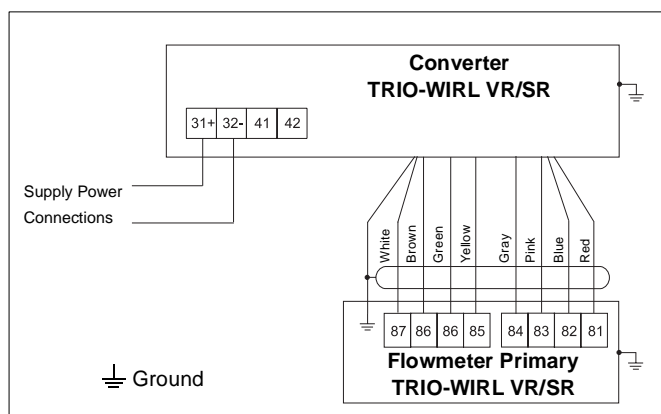 Converter
TRIO-WIRL VR/SR
31+ 32- 41 42
Supply Power
Connections
White Brown Green Yellow Gray Pink Blue Red
87 86 86 85 84 83 82 81
Flowmeter Primary
TRIO-WIRL VR/SR
Ground